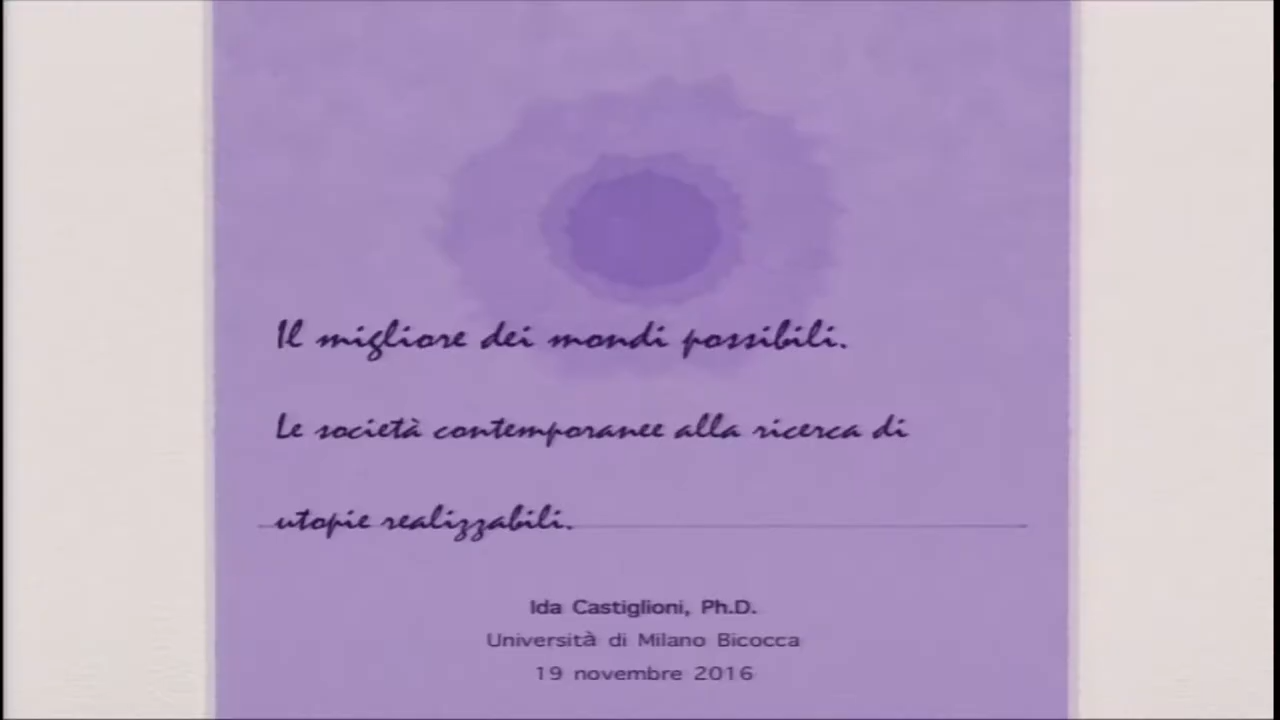 Il migliore dei mondi possibili.
Le società contemporanee alla ricerca di
utopie realizzabili.
Ida Castiglioni, Ph.D.
Università di Milano Bicocca
19 novembre 2016